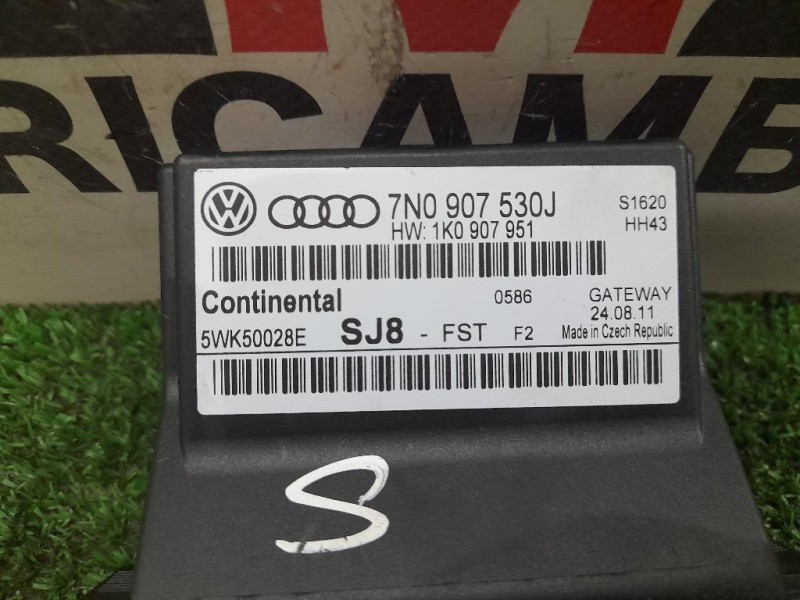 RICAMB
7N0 907 530J
HW: 1K0 907 951
S1620
HH43
Continental
0586
GATEWAY
24.08.11
5WK50028E
SJ8 - FST F2
Made in Czech Republic
S